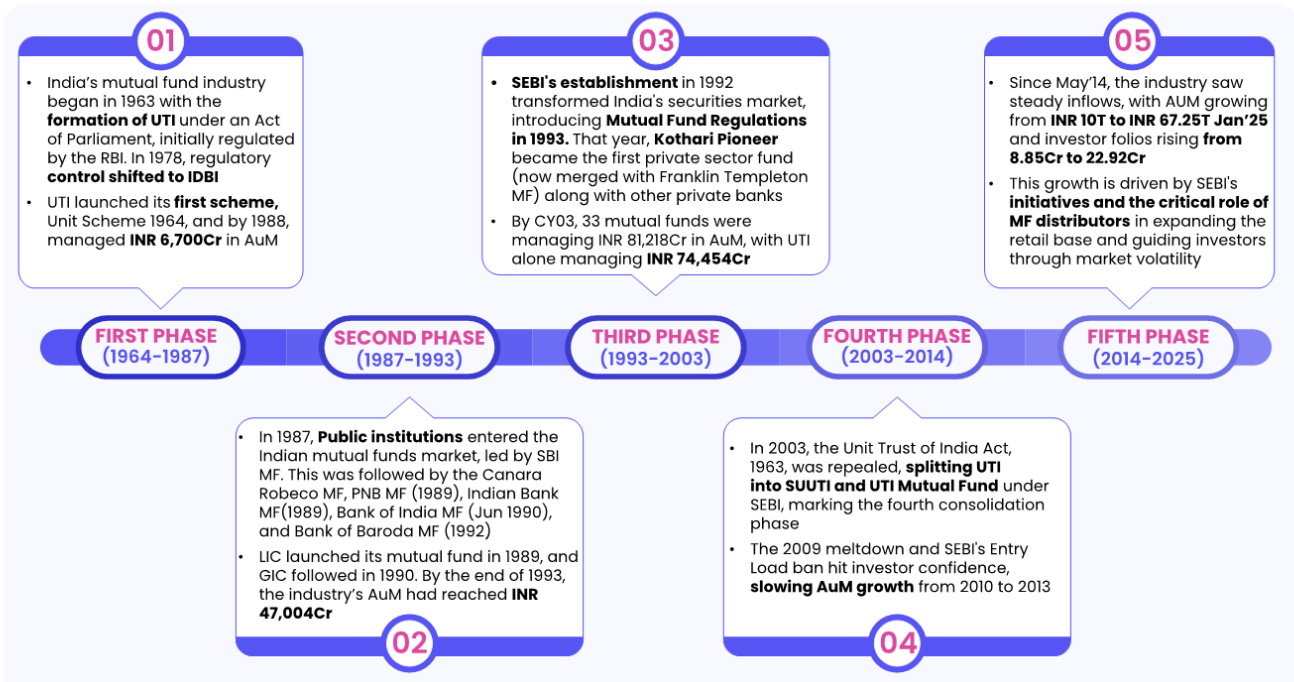 01
• India's mutual fund industry
began in 1963 with the
formation of UTI under an Act
of Parliament, initially regulated
by the RBI. In 1978, regulatory
control shifted to IDBI
• UTI launched its first scheme,
Unit Scheme 1964, and by 1988,
managed INR 6,700Cr in AuM
03
• SEBI's establishment in 1992
transformed India's securities market,
introducing Mutual Fund Regulations
in 1993. That year, Kothari Pioneer
became the first private sector fund
(now merged with Franklin Templeton
MF) along with other private banks
• By CY03, 33 mutual funds were
managing INR 81,218Cr in AuM, with UTI
alone managing INR 74,454Cr
05
• Since May'14, the industry saw
steady inflows, with AUM growing
from INR 10T to INR 67.25T Jan'25
and investor folios rising from
8.85Cr to 22.92Cr
• This growth is driven by SEBI's
initiatives and the critical role of
MF distributors in expanding the
retail base and guiding investors
through market volatility
FIRST PHASE
(1964-1987)
SECOND PHASE
(1987-1993)
THIRD PHASE
(1993-2003)
FOURTH PHASE
(2003-2014)
FIFTH PHASE
(2014-2025)
• In 1987, Public institutions entered the
Indian mutual funds market, led by SBI
MF. This was followed by the Canara
Robeco MF, PNB MF (1989), Indian Bank
MF(1989), Bank of India MF (Jun 1990),
and Bank of Baroda MF (1992)
• LIC launched its mutual fund in 1989, and
GIC followed in 1990. By the end of 1993,
the industry's AuM had reached INR
47,004Cr
02
• In 2003, the Unit Trust of India Act,
1963, was repealed, splitting UTI
into SUUTI and UTI Mutual Fund under
SEBI, marking the fourth consolidation
phase
• The 2009 meltdown and SEBI's Entry
Load ban hit investor confidence,
slowing AuM growth from 2010 to 2013
04